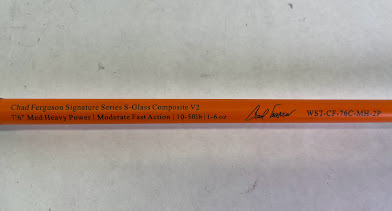 Chad Ferguson Signature Series S-Glass Composite V2
7'6" Med Heavy Power | Moderate Fast Action | 10-50lb | 1-6 oz
WST-CF-76C-MH-2P